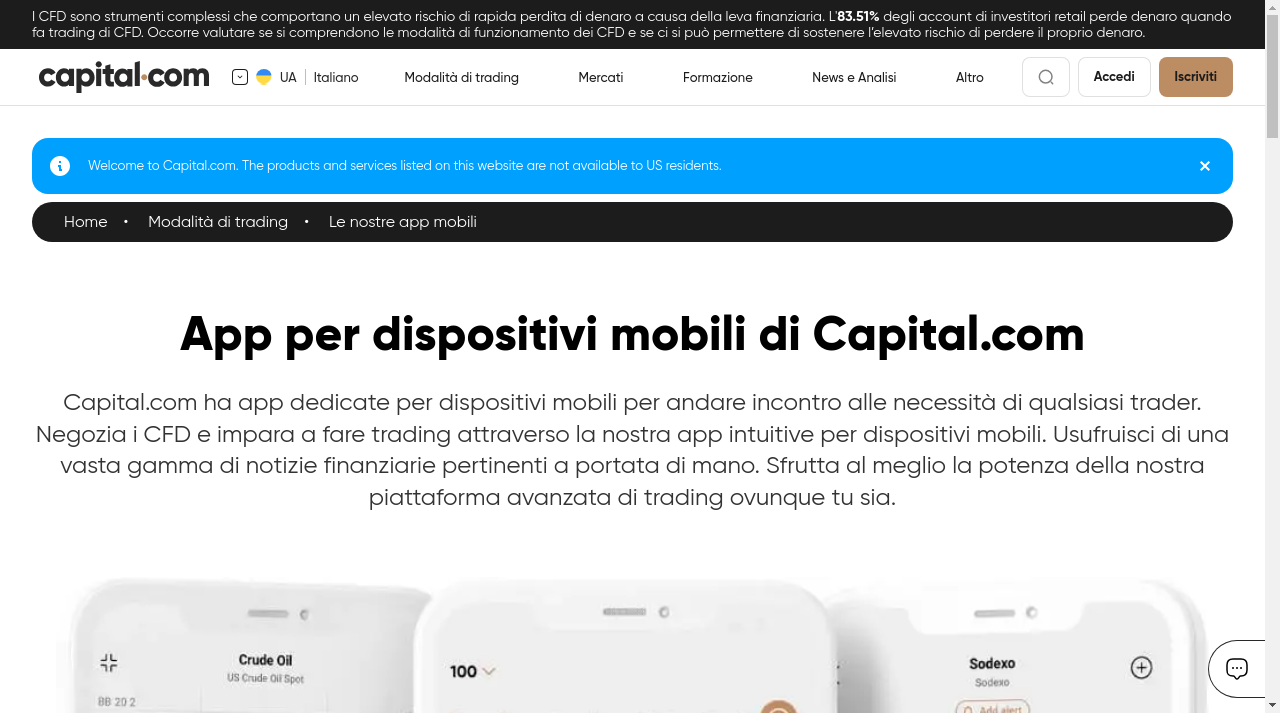 I CFD sono strumenti complessi che comportano un elevato rischio di rapida perdita di denaro a causa della leva finanziaria. L'83.51% degli account di investitori retail perde denaro quando
fa trading di CFD. Occorre valutare se si comprendono le modalità di funzionamento dei CFD e se ci si può permettere di sostenere l’elevato rischio di perdere il proprio denaro.
capital.com
UA
Italiano
Modalità di trading
Mercati
Formazione
News e Analisi
Altro
Accedi
Iscriviti
Welcome to Capital.com. The products and services listed on this website are not available to US residents.
Home • Modalità di trading • Le nostre app mobili
App per dispositivi mobili di Capital.com
Capital.com ha app dedicate per dispositivi mobili per andare incontro alle necessità di qualsiasi trader.
Negozia i CFD e impara a fare trading attraverso la nostra app intuitive per dispositivi mobili. Usufruisci di una
vasta gamma di notizie finanziarie pertinenti a portata di mano. Sfrutta al meglio la potenza della nostra
piattaforma avanzata di trading ovunque tu sia.
Crude Oil
US Crude Oil Spot
BB 20 2
100
Sodexo
Sodexo
Add alert